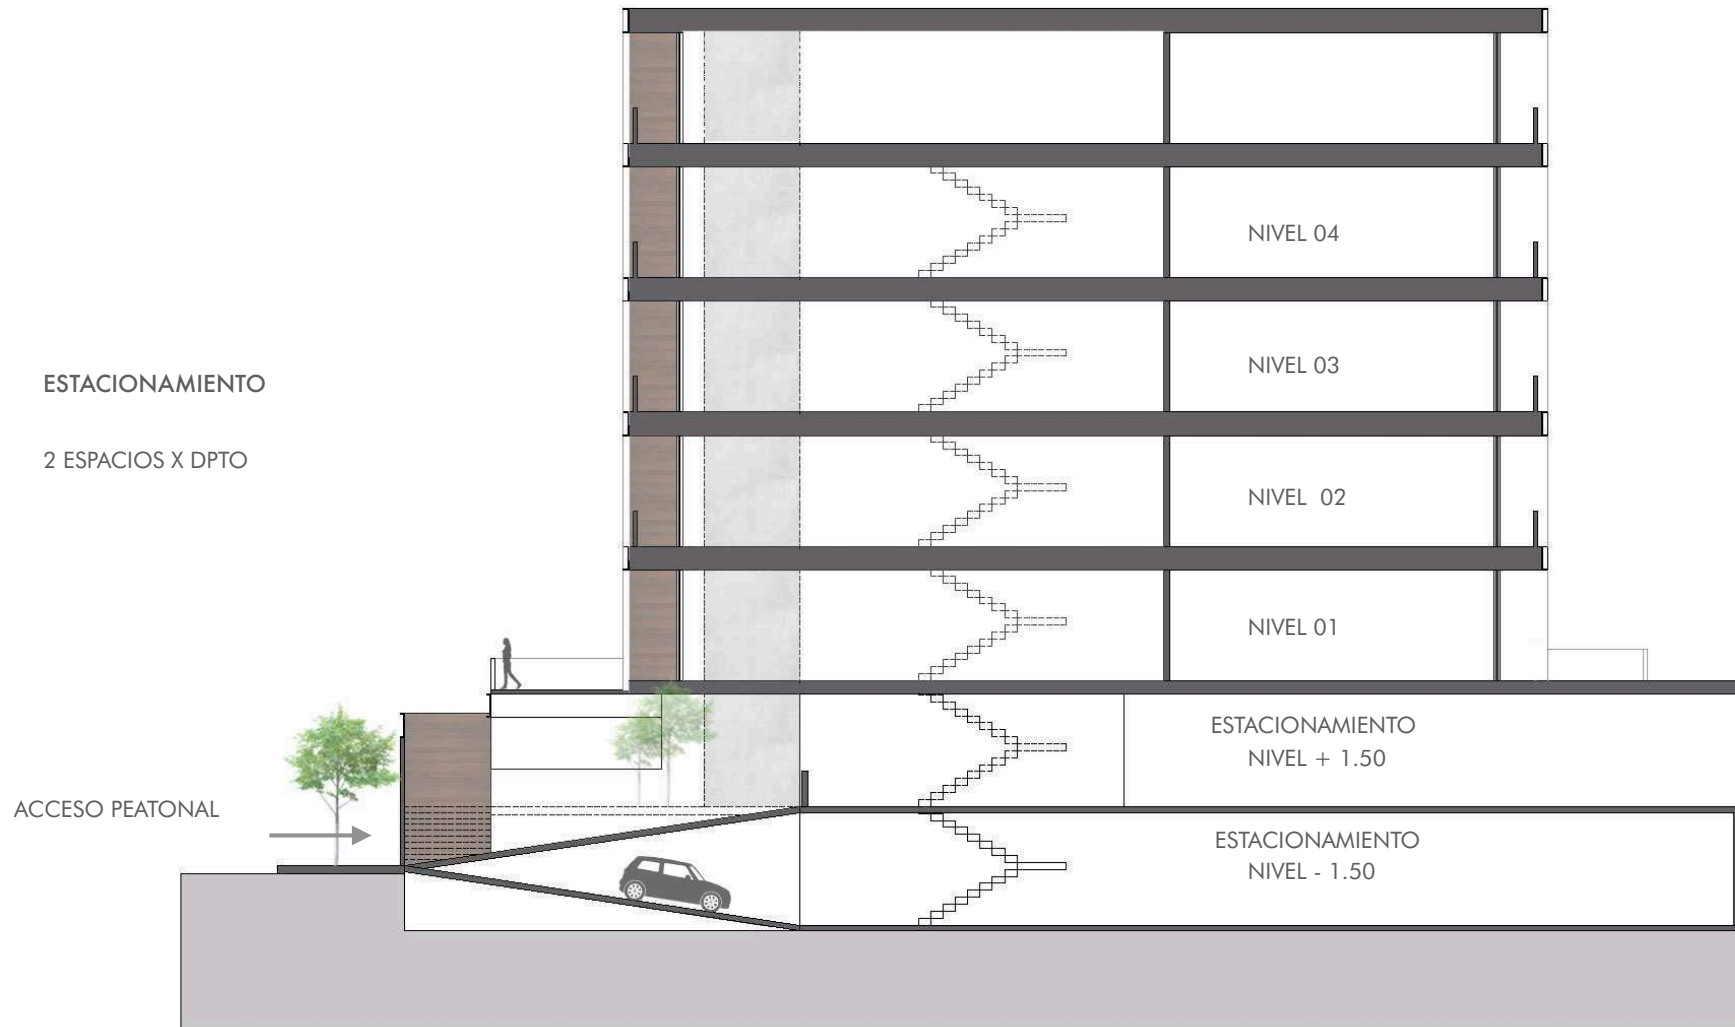 NIVEL 04
NIVEL 03
ESTACIONAMIENTO
2 ESPACIOS X DPTO
NIVEL 02
NIVEL 01
ESTACIONAMIENTO
NIVEL + 1.50
ACCESO PEATONAL
ESTACIONAMIENTO
NIVEL - 1.50